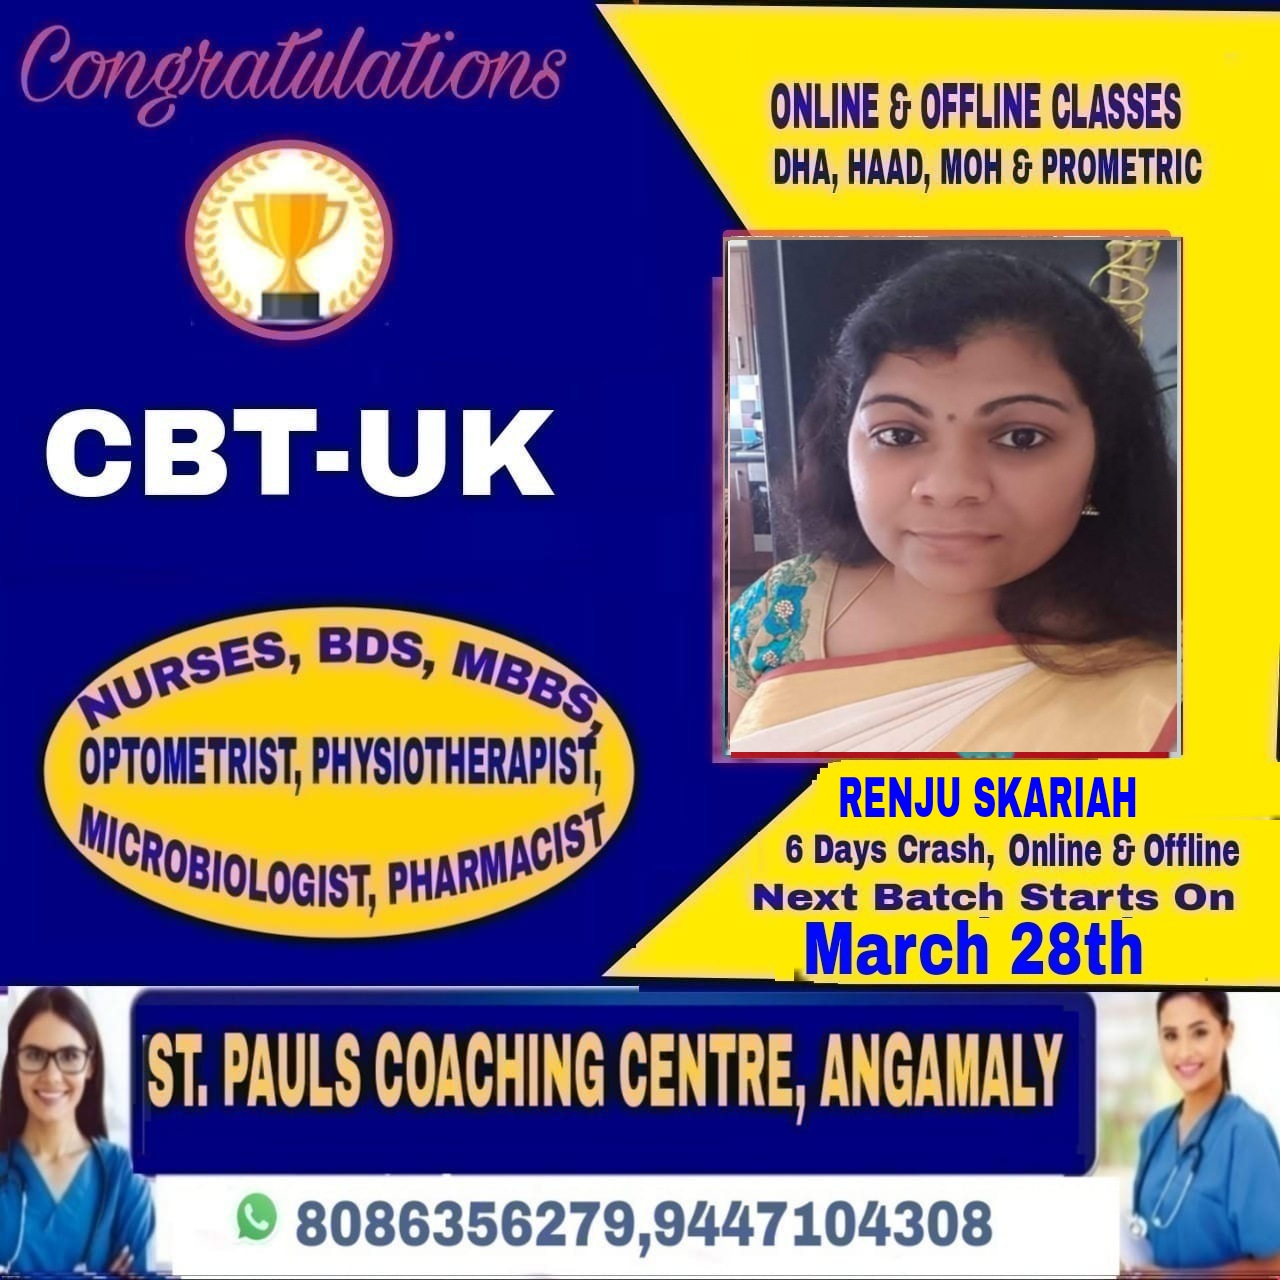 Congratulations
ONLINE & OFFLINE CLASSES
DHA, HAAD, MOH & PROMETRIC
CBT-UK
NURSES, BDS, MBBS,
OPTOMETRIST, PHYSIOTHERAPIST,
MICROBIOLOGIST, PHARMACIST
RENJU SKARIAH
6 Days Crash, Online & Offline
Next Batch Starts On
March 28th
ST. PAULS COACHING CENTRE, ANGAMALY
8086356279,9447104308